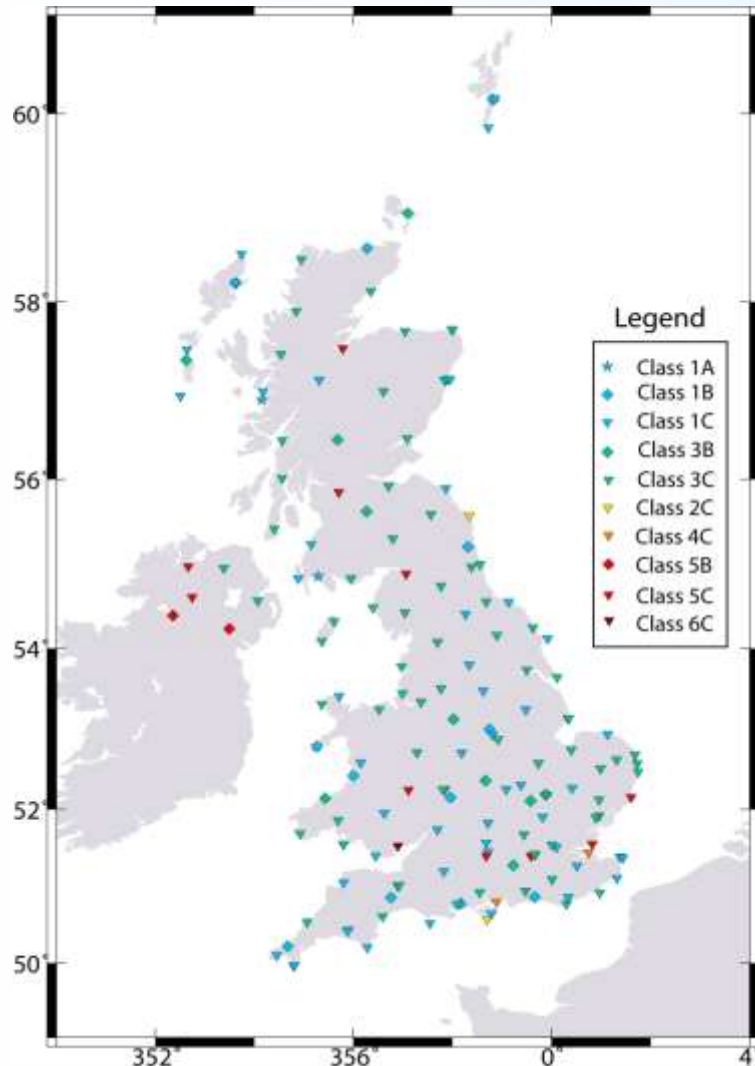 60°
58°
56°
54°
52°
50°
352°
356°
0°
4
Legend
Class 1A
Class 1B
Class 1C
Class 3B
Class 3C
Class 2C
Class 4C
Class 5B
Class 5C
Class 6C